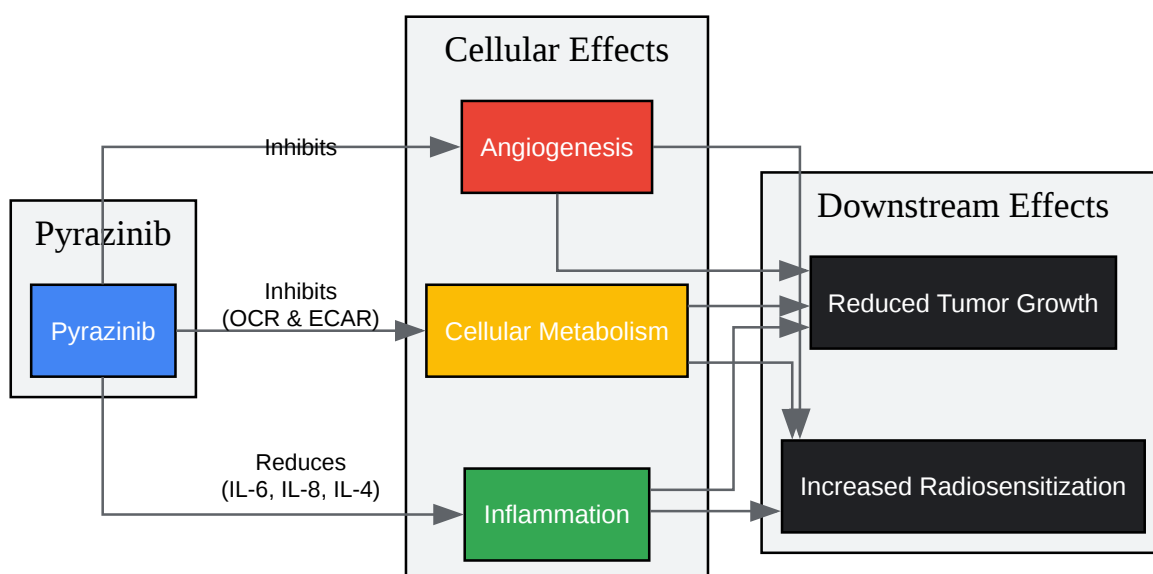 Cellular Effects
Inhibits
Angiogenesis
Pyrazinib
Downstream Effects
Pyrazinib
Inhibits
(OCR & ECAR)
Cellular Metabolism
Reduced Tumor Growth
Reduces
(IL-6, IL-8, IL-4)
Inflammation
Increased Radiosensitization